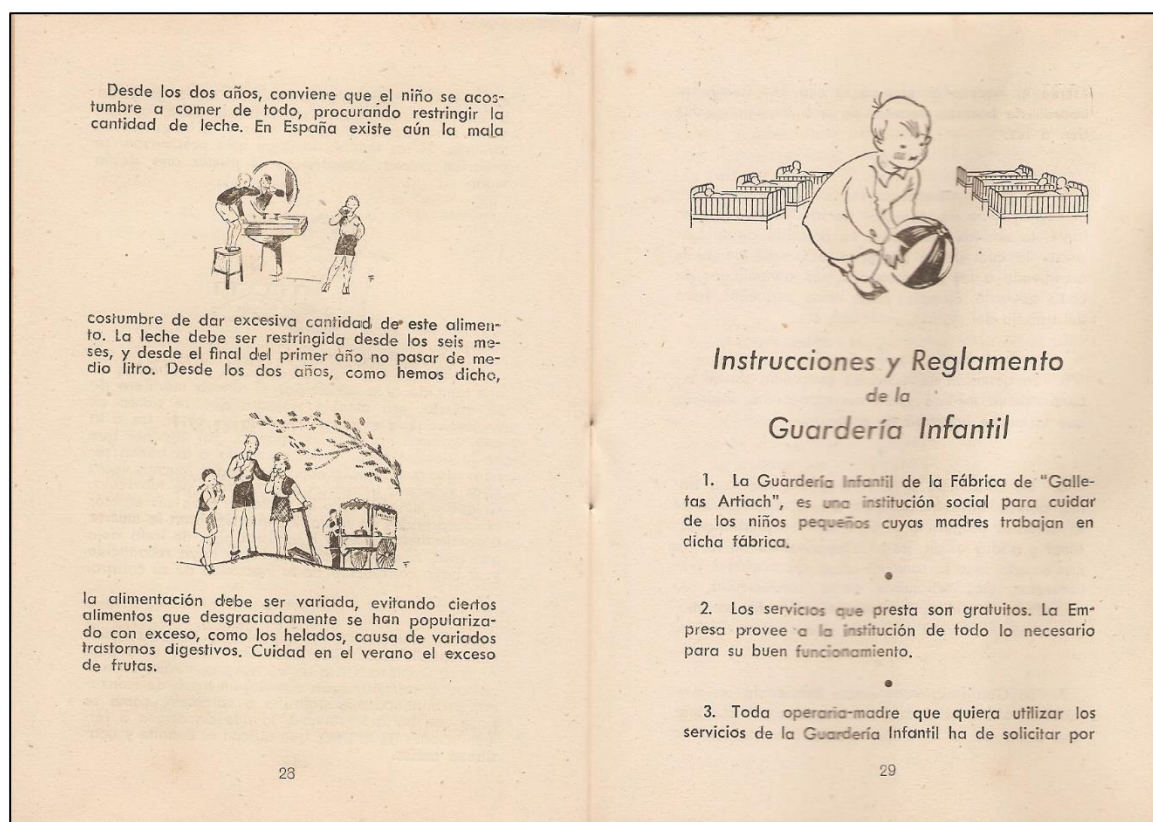 Desde los dos años, conviene que el niño se acos-
tumbre a comer de todo, procurando restringir la
cantidad de leche. En España existe aún la mala
costumbre de dar excesiva cantidad de este alimen-
to. La leche debe ser restringida desde los seis me-
ses, y desde el final del primer año no pasar de me-
dio litro. Desde los dos años, como hemos dicho,
la alimentación debe ser variada, evitando ciertos
alimentos que desgraciadamente se han populariza-
do con exceso, como los helados, causa de variados
trastornos digestivos. Cuidad en el verano el exceso
de frutas.
28
Instrucciones y Reglamento
de la
Guardería Infantil
1. La Guardería Infantil de la Fábrica de "Galle-
tas Artiach", es una institución social para cuidar
de los niños pequeños cuyas madres trabajan en
dicha fábrica.
2. Los servicios que presta son gratuitos. La Em-
presa provee a la institución de todo lo necesario
para su buen funcionamiento.
3. Toda operaria-madre que quiera utilizar los
servicios de la Guardería Infantil ha de solicitar por
29